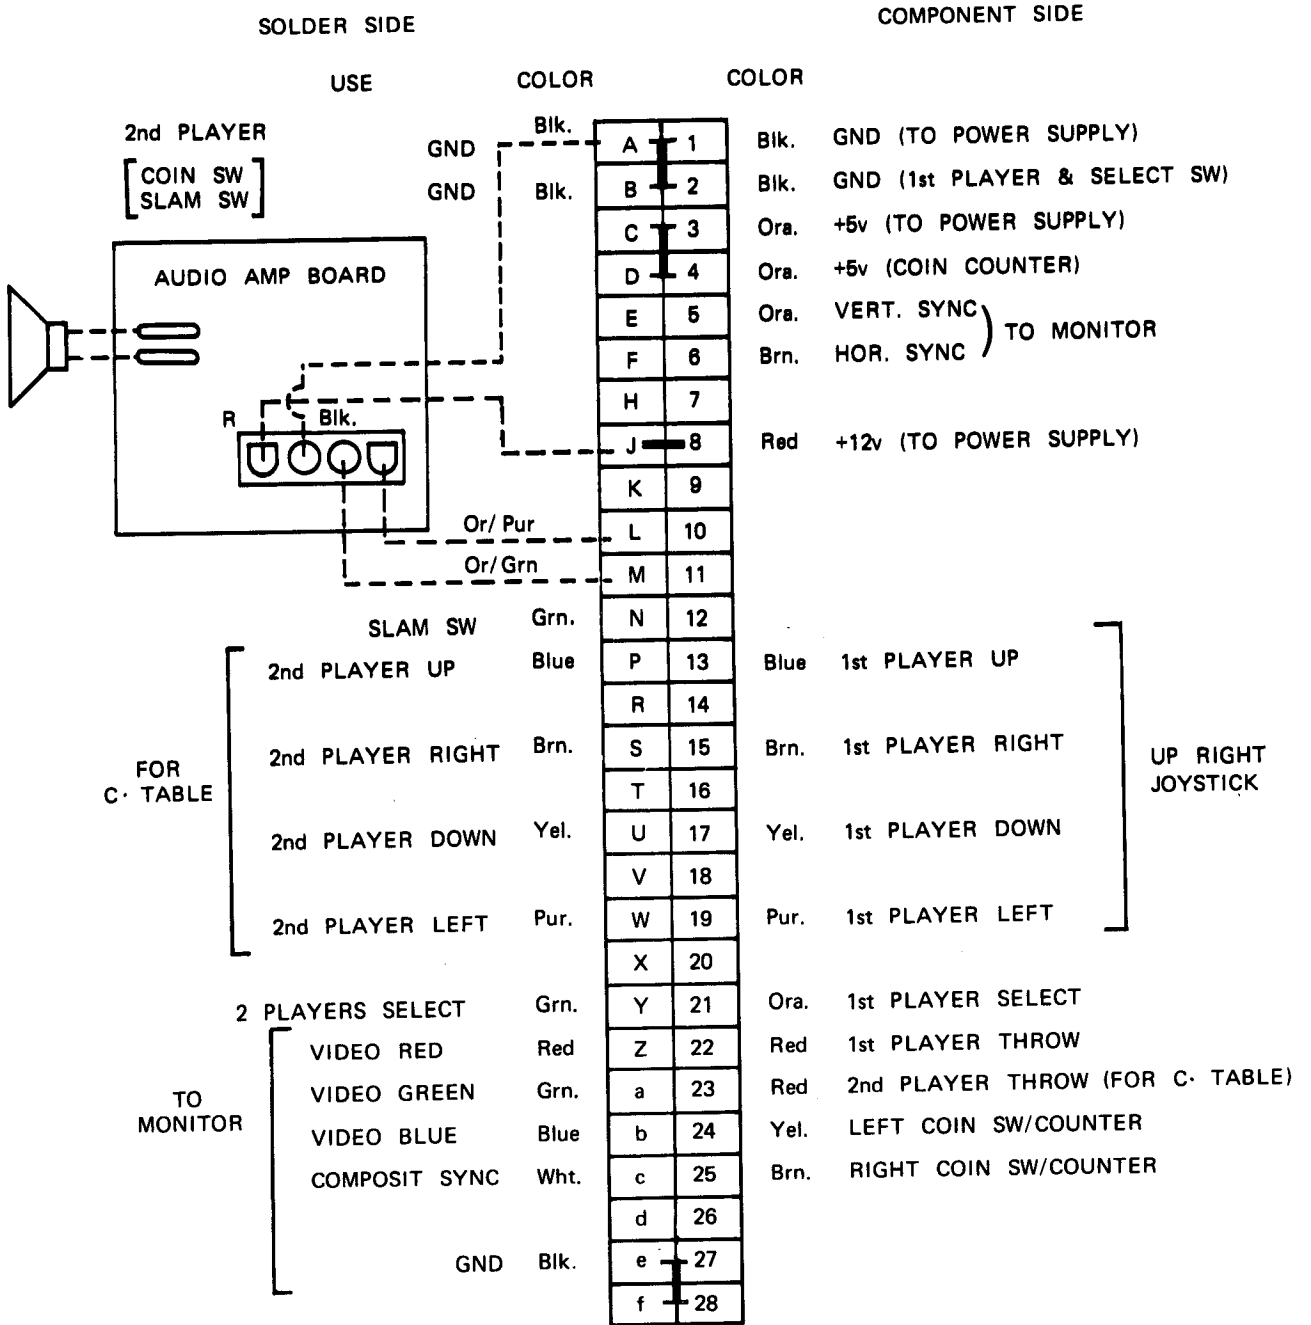 SOLDER SIDE
COMPONENT SIDE
USE COLOR COLOR
2nd PLAYER
[COIN SW
SLAM SW]
AUDIO AMP BOARD
R Blk.
GND Blk. A 1 Blk. GND (TO POWER SUPPLY)
GND Blk. B 2 Blk. GND (1st PLAYER & SELECT SW)
C 3 Ora. +5v (TO POWER SUPPLY)
D 4 Ora. +5v (COIN COUNTER)
E 5 Ora. VERT. SYNC
F 6 Brn. HOR. SYNC
) TO MONITOR
H 7
J 8 Red +12v (TO POWER SUPPLY)
K 9
Or/Pur L 10
Or/Grn M 11
SLAM SW Grn. N 12
2nd PLAYER UP Blue P 13 Blue 1st PLAYER UP
R 14
2nd PLAYER RIGHT Brn. S 15 Brn. 1st PLAYER RIGHT
FOR
C· TABLE
UP RIGHT
JOYSTICK
T 16
2nd PLAYER DOWN Yel. U 17 Yel. 1st PLAYER DOWN
V 18
2nd PLAYER LEFT Pur. W 19 Pur. 1st PLAYER LEFT
X 20
2 PLAYERS SELECT Grn. Y 21 Ora. 1st PLAYER SELECT
VIDEO RED Red Z 22 Red 1st PLAYER THROW
VIDEO GREEN Grn. a 23 Red 2nd PLAYER THROW (FOR C· TABLE)
TO
MONITOR
VIDEO BLUE Blue b 24 Yel. LEFT COIN SW/COUNTER
COMPOSIT SYNC Wht. c 25 Brn. RIGHT COIN SW/COUNTER
d 26
GND Blk. e 27
f 28